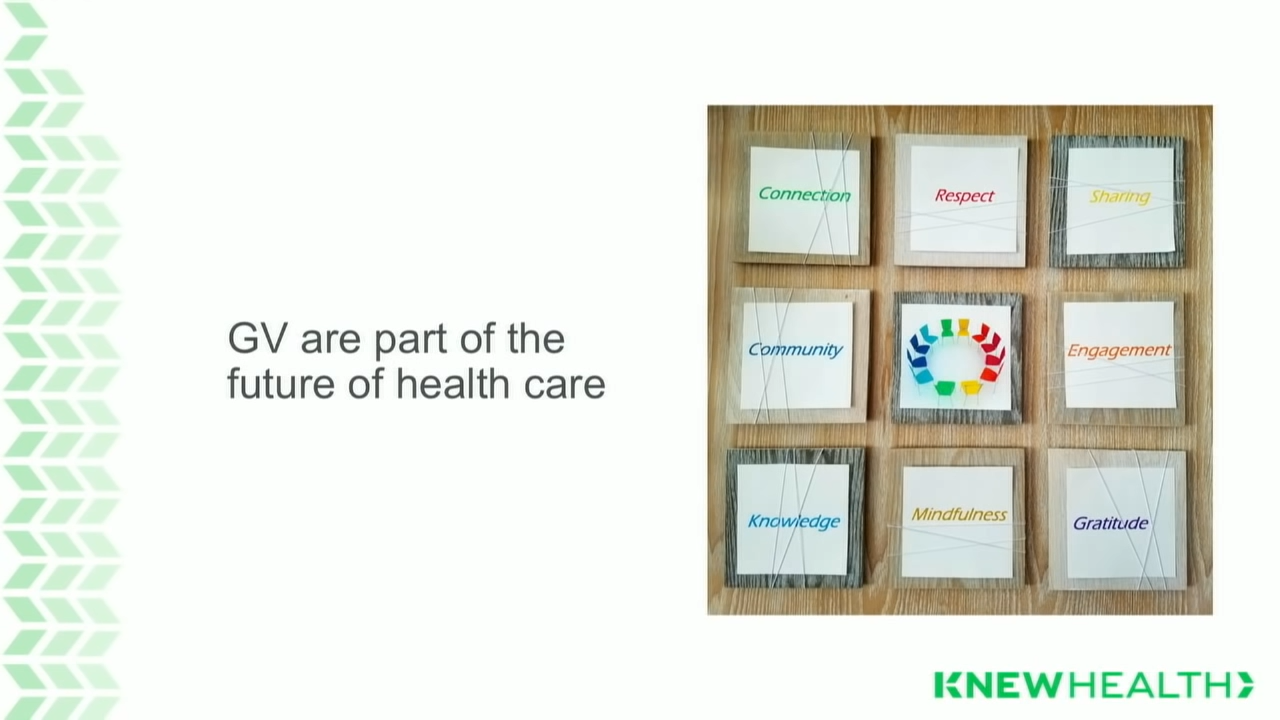 GV are part of the
future of health care
Connection
Respect
Sharing
Community
Engagement
Knowledge
Mindfulness
Gratitude
KNEWHEALTH